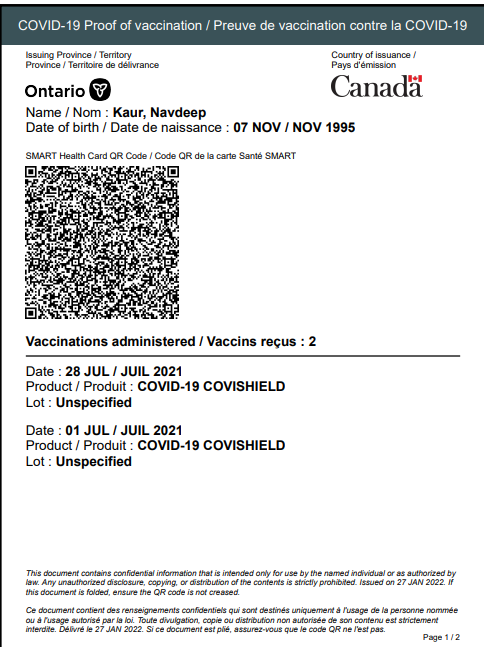 COVID-19 Proof of vaccination / Preuve de vaccination contre la COVID-19
Issuing Province / Territory
Province / Territoire de délivrance
Country of issuance /
Pays d'émission
Ontario
Canada
Name / Nom : Kaur, Navdeep
Date of birth / Date de naissance : 07 NOV / NOV 1995
SMART Health Card QR Code / Code QR de la carte Santé SMART
Vaccinations administered / Vaccins reçus : 2
Date : 28 JUL / JUIL 2021
Product / Produit : COVID-19 COVISHIELD
Lot : Unspecified
Date : 01 JUL / JUIL 2021
Product / Produit : COVID-19 COVISHIELD
Lot : Unspecified
This document contains confidential information that is intended only for use by the named individual or as authorized by
law. Any unauthorized disclosure, copying, or distribution of the contents is strictly prohibited. Issued on 27 JAN 2022. If
this document is folded, ensure the QR code is not creased.
Ce document contient des renseignements confidentiels qui sont destinés uniquement à l'usage de la personne nommée
ou à l'usage autorisé par la loi. Toute divulgation, copie ou distribution non autorisée de son contenu est strictement
interdite. Délivré le 27 JAN 2022. Si ce document est plié, assurez-vous que le code QR ne l'est pas.
Page 1 / 2